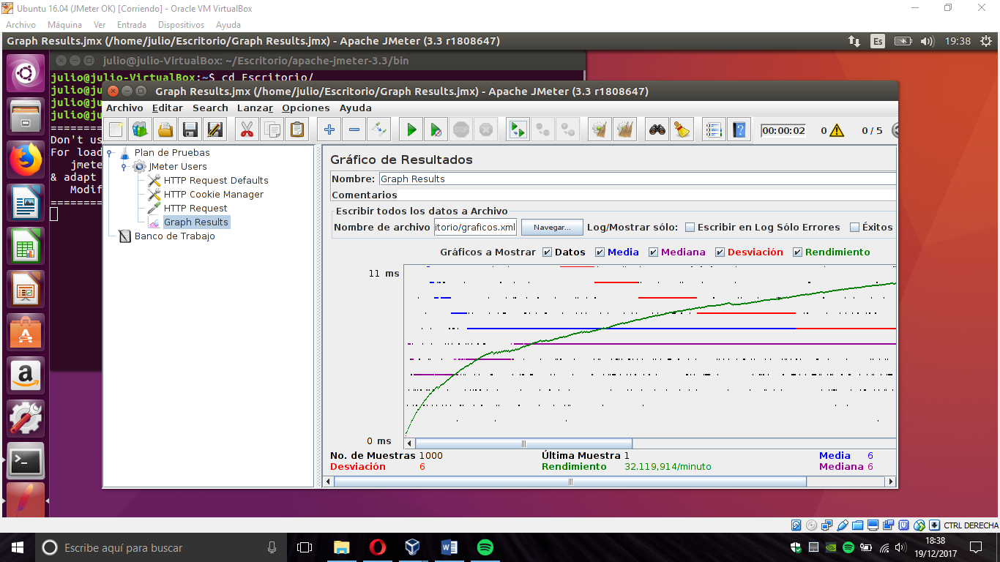 Ubuntu 16.04 (JMeter OK) [Corriendo] - Oracle VM VirtualBox
Archivo Máquina Ver Entrada Dispositivos Ayuda
Graph Results.jmx (/home/julio/Escritorio/Graph Results.jmx) - Apache JMeter (3.3 r1808647)
Es
19:38
julio@julio-VirtualBox: ~/Escritorio/apache-jmeter-3.3/bin
julio@julio-VirtualBox:~$ cd Escritorio/
julio@ju
julio@ju
julio@ju
Don't us
For load
jmete
& adapt
Modif
Graph Results.jmx (/home/julio/Escritorio/Graph Results.jmx) - Apache JMeter (3.3 r1808647)
Archivo Editar Search Lanzar Opciones Ayuda
00:00:02 0 0 / 5
Plan de Pruebas
JMeter Users
HTTP Request Defaults
HTTP Cookie Manager
HTTP Request
Graph Results
Banco de Trabajo
Gráfico de Resultados
Nombre: Graph Results
Comentarios
Escribir todos los datos a Archivo
Nombre de archivo itorio/graficos.xml Navegar... Log/Mostrar sólo: Escribir en Log Sólo Errores Éxitos
Gráficos a Mostrar Datos Media Mediana Desviación Rendimiento
11 ms
0 ms
No. de Muestras 1000 Última Muestra 1 Media 6
Desviación 6 Rendimiento 32.119,914/minuto Mediana 6
CTRL DERECHA
Escribe aquí para buscar
18:38
19/12/2017